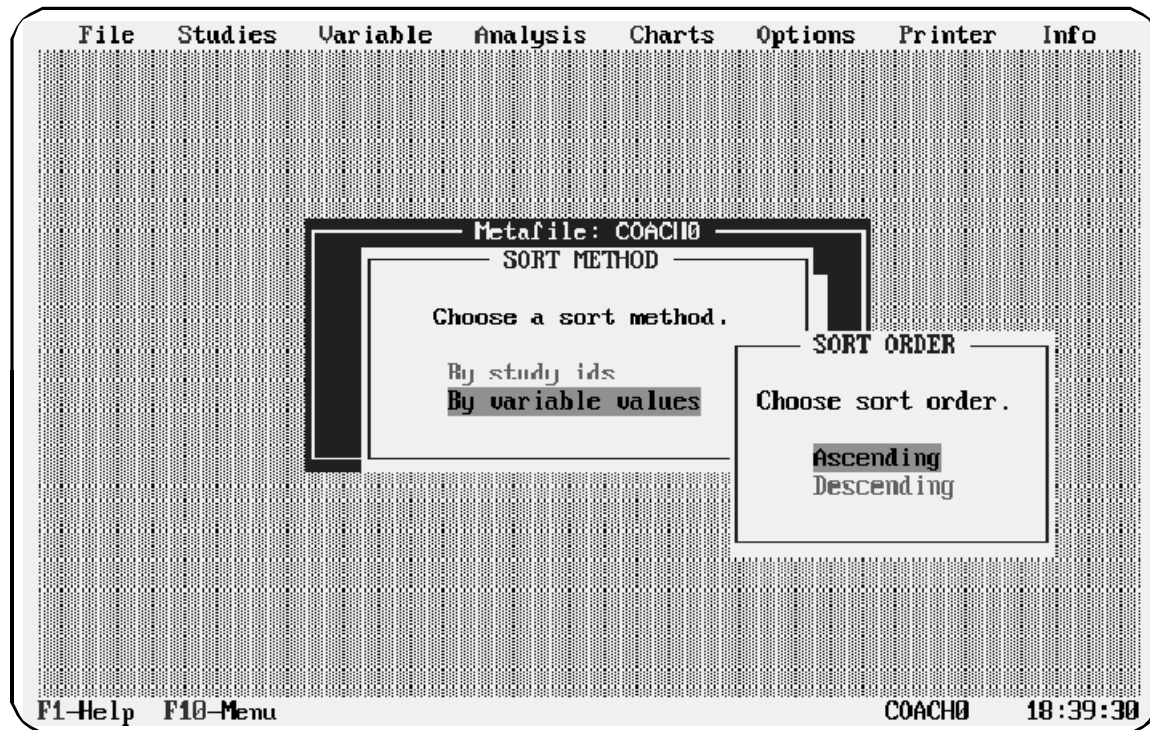 File Studies Variable Analysis Charts Options Printer Info
Metafile: COACH0
SORT METHOD
Choose a sort method.
By study ids
By variable values
SORT ORDER
Choose sort order.
Ascending
Descending
F1-Help F10-Menu COACH0 18:39:30